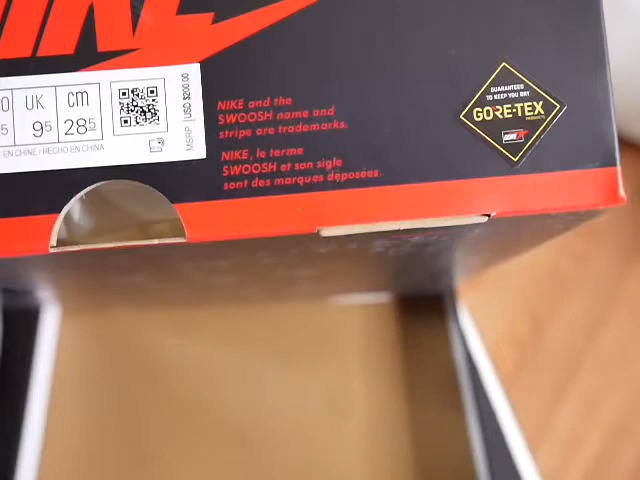 UK
cm
9⁵
28⁵
EN CHINE / HECHO EN CHINA
MSRP USD $200.00
NIKE and the
SWOOSH name and
stripe are trademarks.
NIKE, le terme
SWOOSH et son sigle
sont des marques déposées.
GUARANTEED
TO KEEP YOU DRY
GORE-TEX
PRODUCTS
GORE